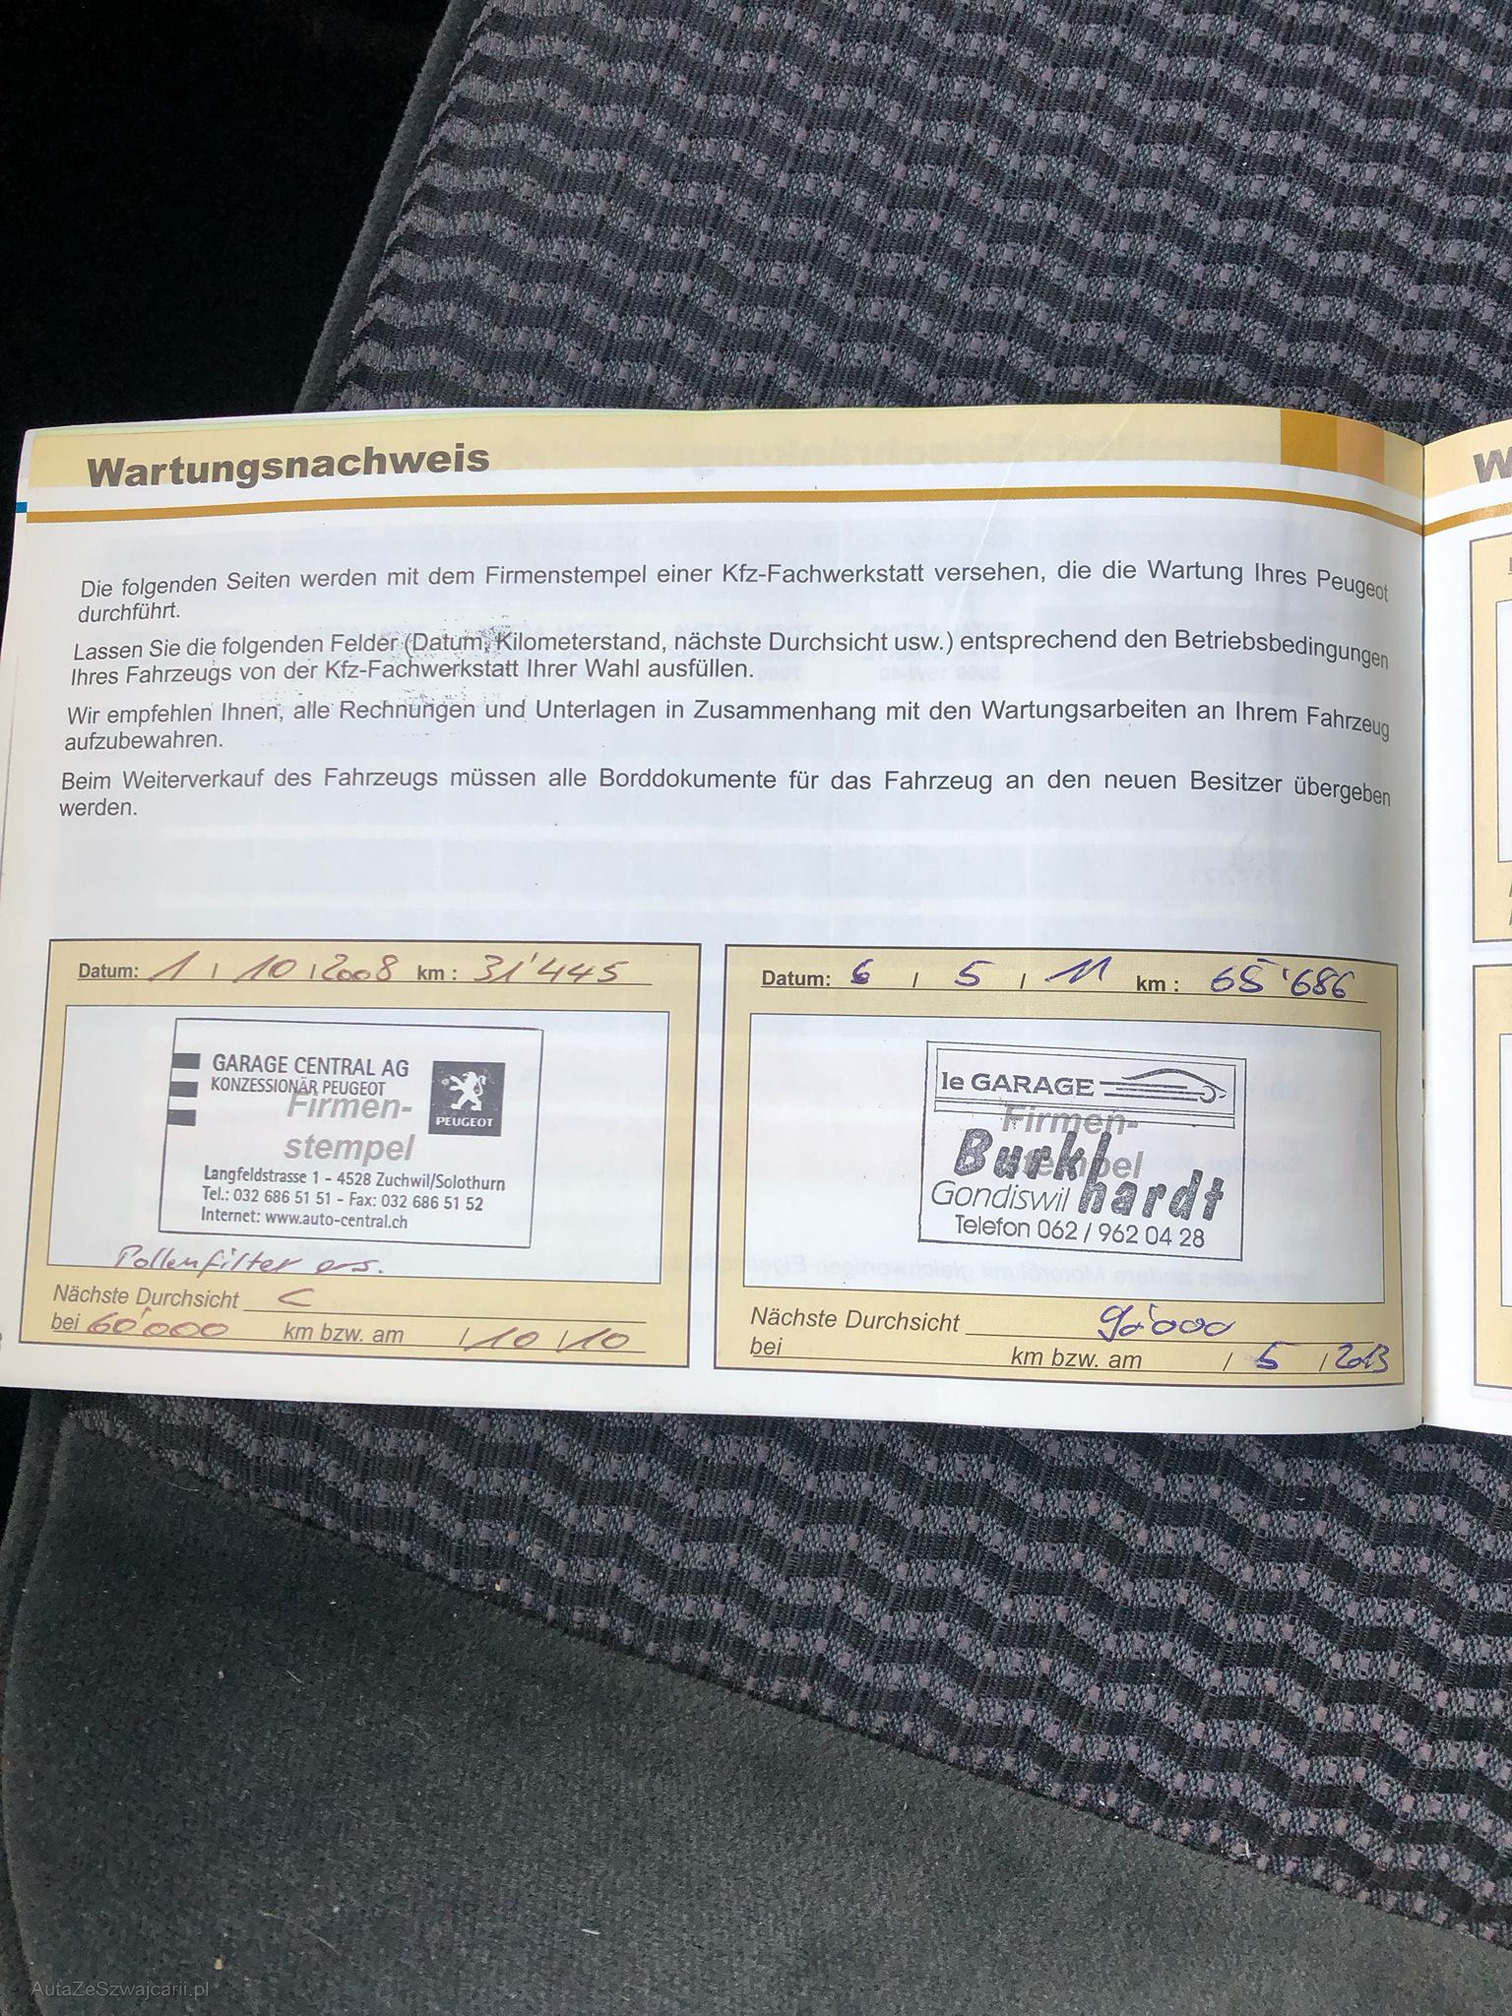 Wartungsnachweis
W
Die folgenden Seiten werden mit dem Firmenstempel einer Kfz-Fachwerkstatt versehen, die die Wartung Ihres Peugeot
durchführt.
Lassen Sie die folgenden Felder (Datum, Kilometerstand, nächste Durchsicht usw.) entsprechend den Betriebsbedingungen
Ihres Fahrzeugs von der Kfz-Fachwerkstatt Ihrer Wahl ausfüllen.
Wir empfehlen Ihnen, alle Rechnungen und Unterlagen in Zusammenhang mit den Wartungsarbeiten an Ihrem Fahrzeug
aufzubewahren.
Beim Weiterverkauf des Fahrzeugs müssen alle Borddokumente für das Fahrzeug an den neuen Besitzer übergeben
werden.
Datum: 1 / 10 / 2008 km : 31'445
GARAGE CENTRAL AG
KONZESSIONÄR PEUGEOT
Firmen-
PEUGEOT
stempel
Langfeldstrasse 1 - 4528 Zuchwil/Solothurn
Tel.: 032 686 51 51 - Fax: 032 686 51 52
Internet: www.auto-central.ch
Pollenfilter ers.
Nächste Durchsicht C
bei 60'000 km bzw. am / 10 / 10
Datum: 6 / 5 / 11 km : 65'686
le GARAGE
Firmen-
Burkhardt
stempel
Gondiswil
Telefon 062 / 962 04 28
Nächste Durchsicht 90'000
bei km bzw. am / 5 / 2013
AutaZeSzwajcarii.pl